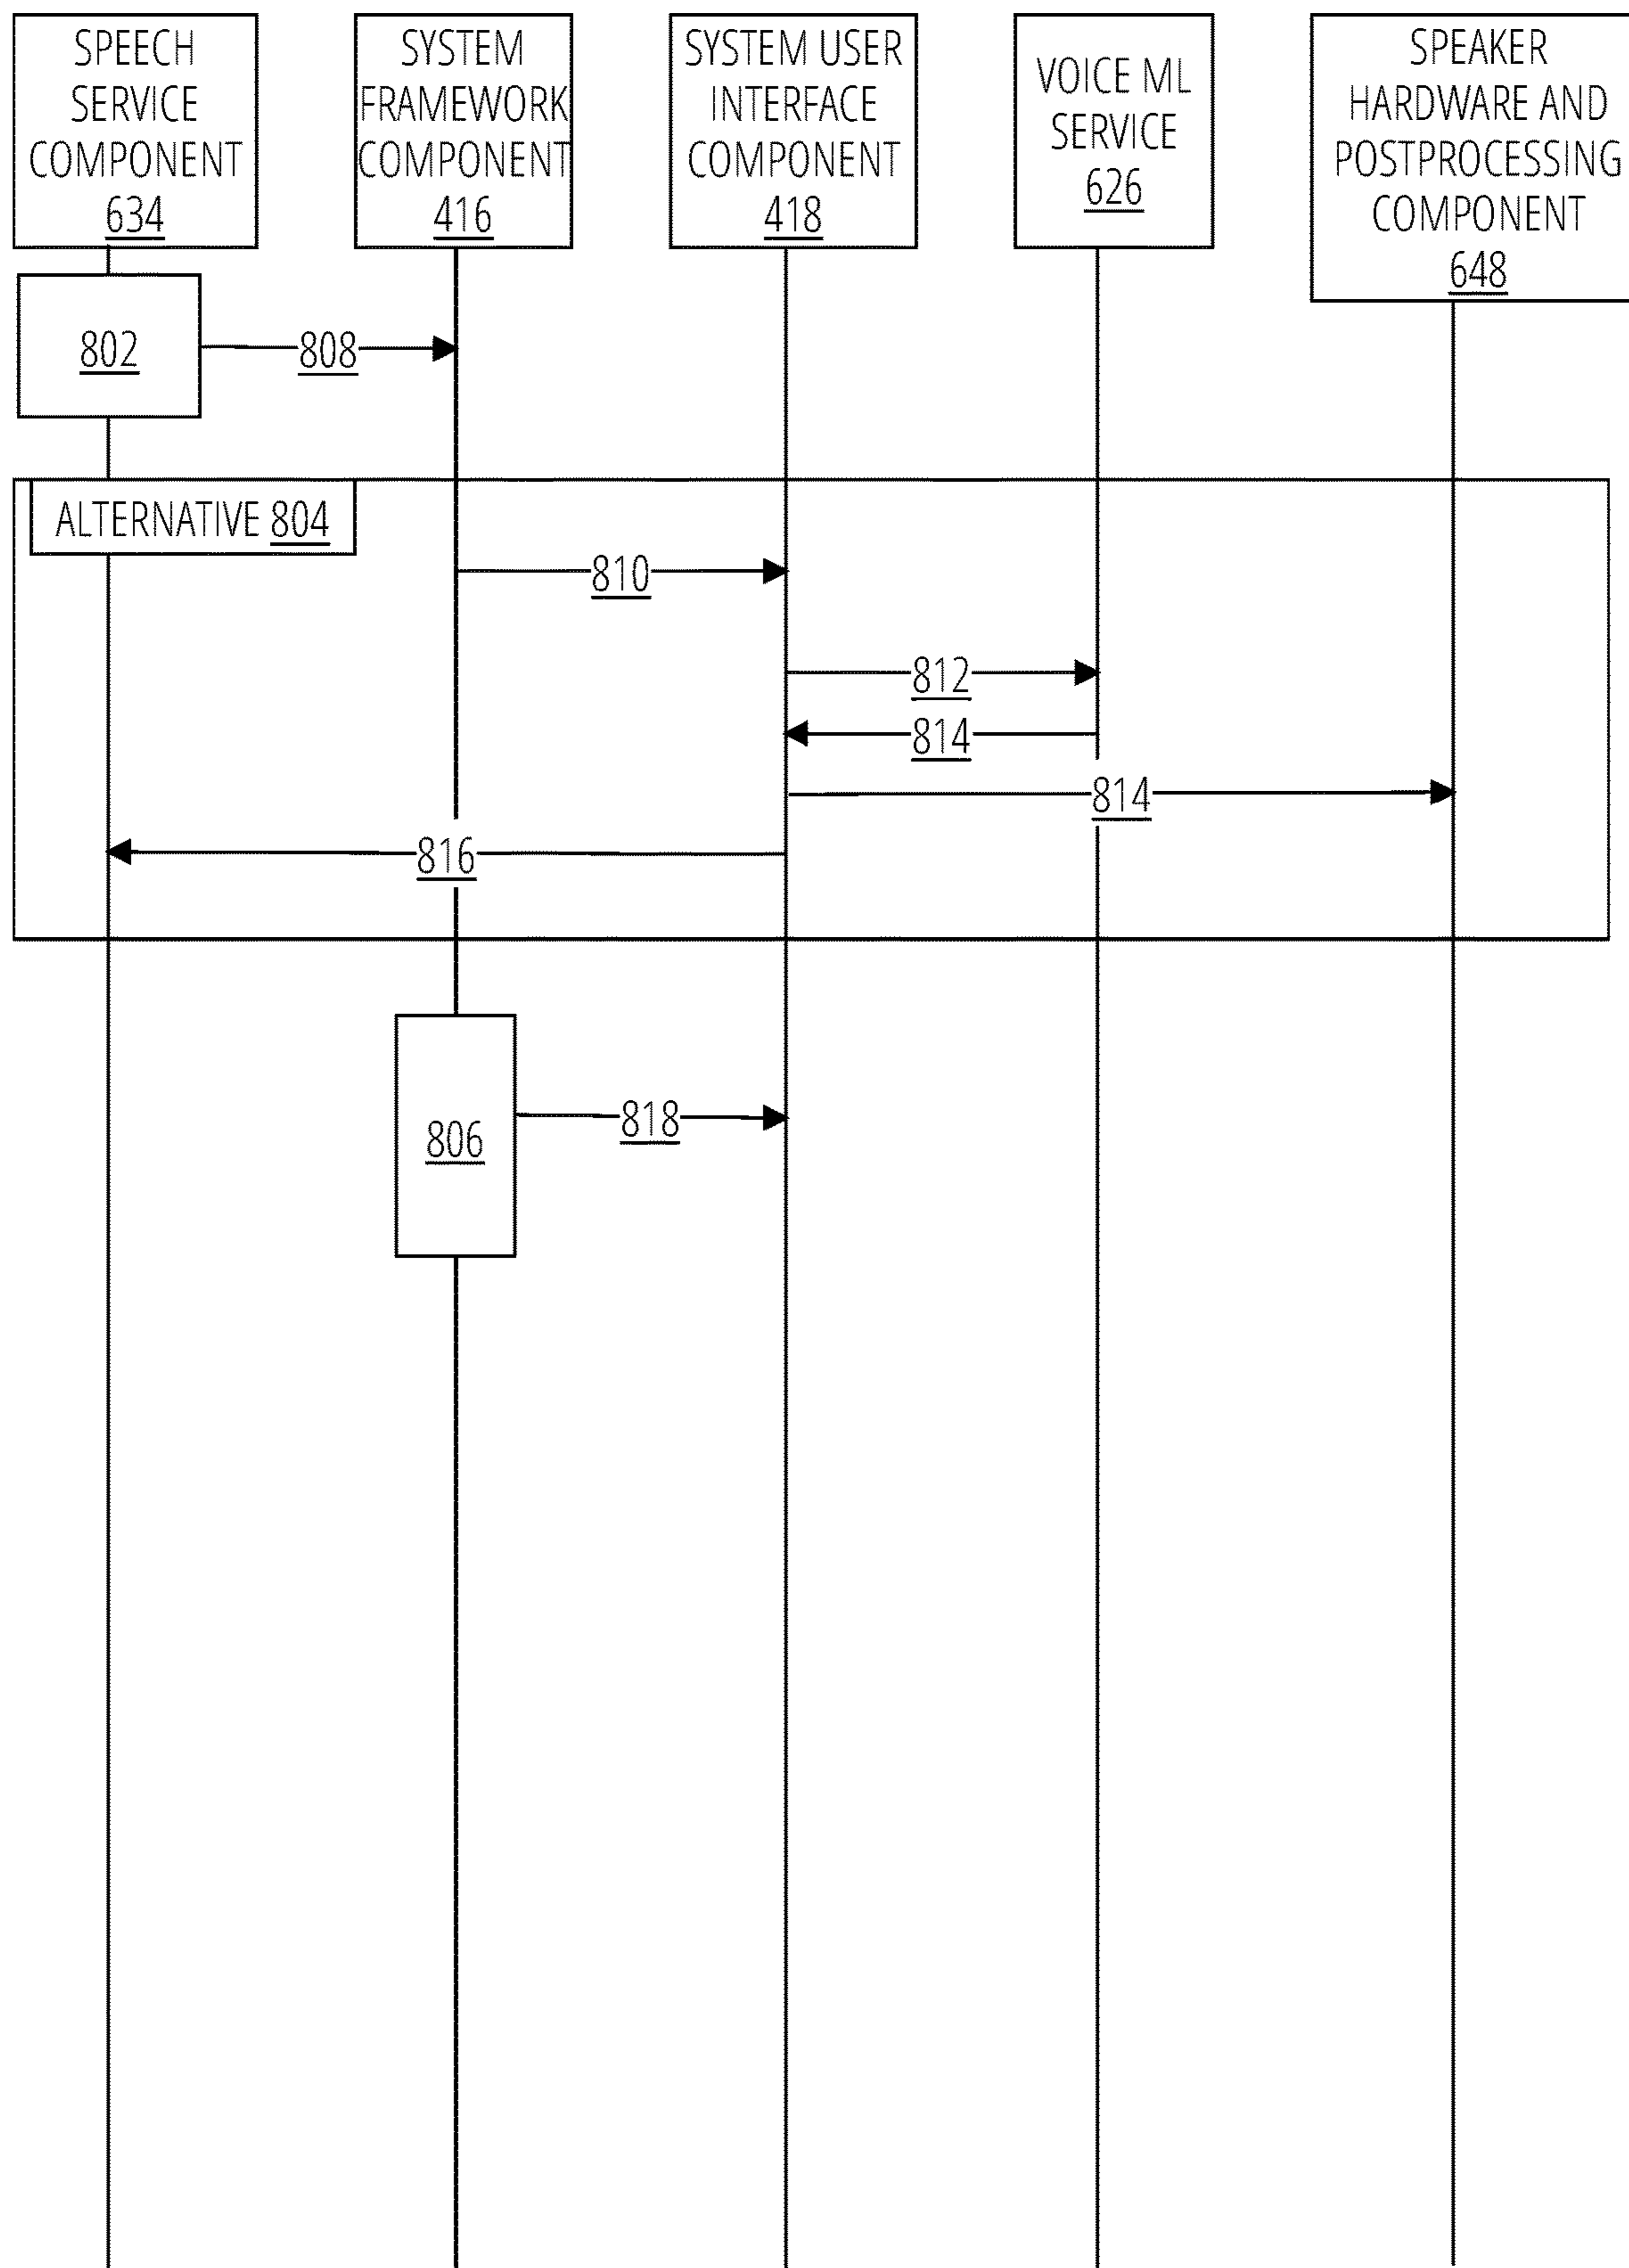 SPEECH
SERVICE
COMPONENT
634
SYSTEM
FRAMEWORK
COMPONENT
416
SYSTEM USER
INTERFACE
COMPONENT
418
VOICE ML
SERVICE
626
SPEAKER
HARDWARE AND
POSTPROCESSING
COMPONENT
648
802
808
ALTERNATIVE 804
810
812
814
814
816
806
818